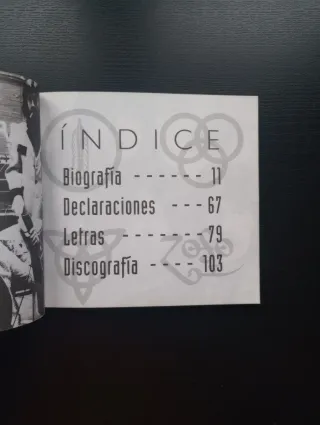 ÍNDICE
Biografía - - - - - - 11
Declaraciones - - - 67
Letras - - - - - - - 79
Discografía - - - - 103